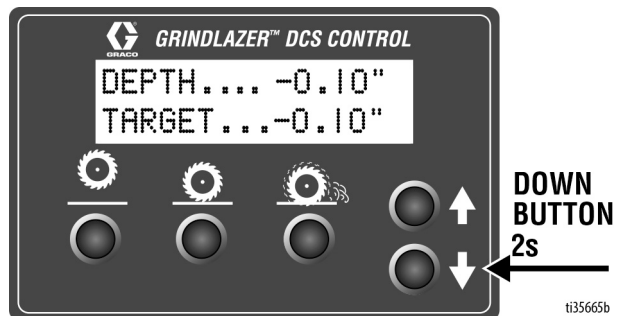 GRACO
GRINDLAZER™ DCS CONTROL
DEPTH.... -0.10"
TARGET...-0.10"
DOWN
BUTTON
2s
ti35665b